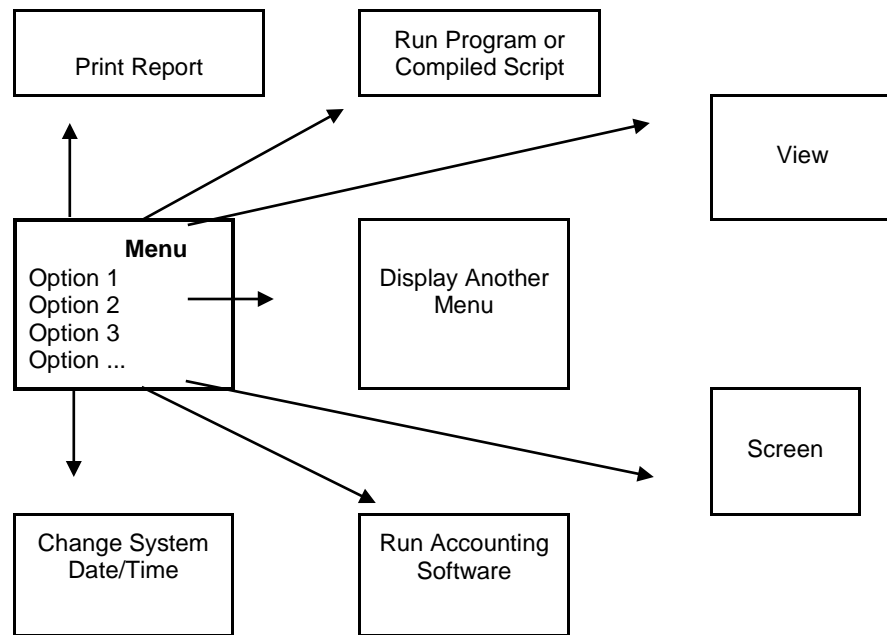 Print Report
Run Program or
Compiled Script
View
Menu
Option 1
Option 2
Option 3
Option ...
Display Another
Menu
Screen
Change System
Date/Time
Run Accounting
Software